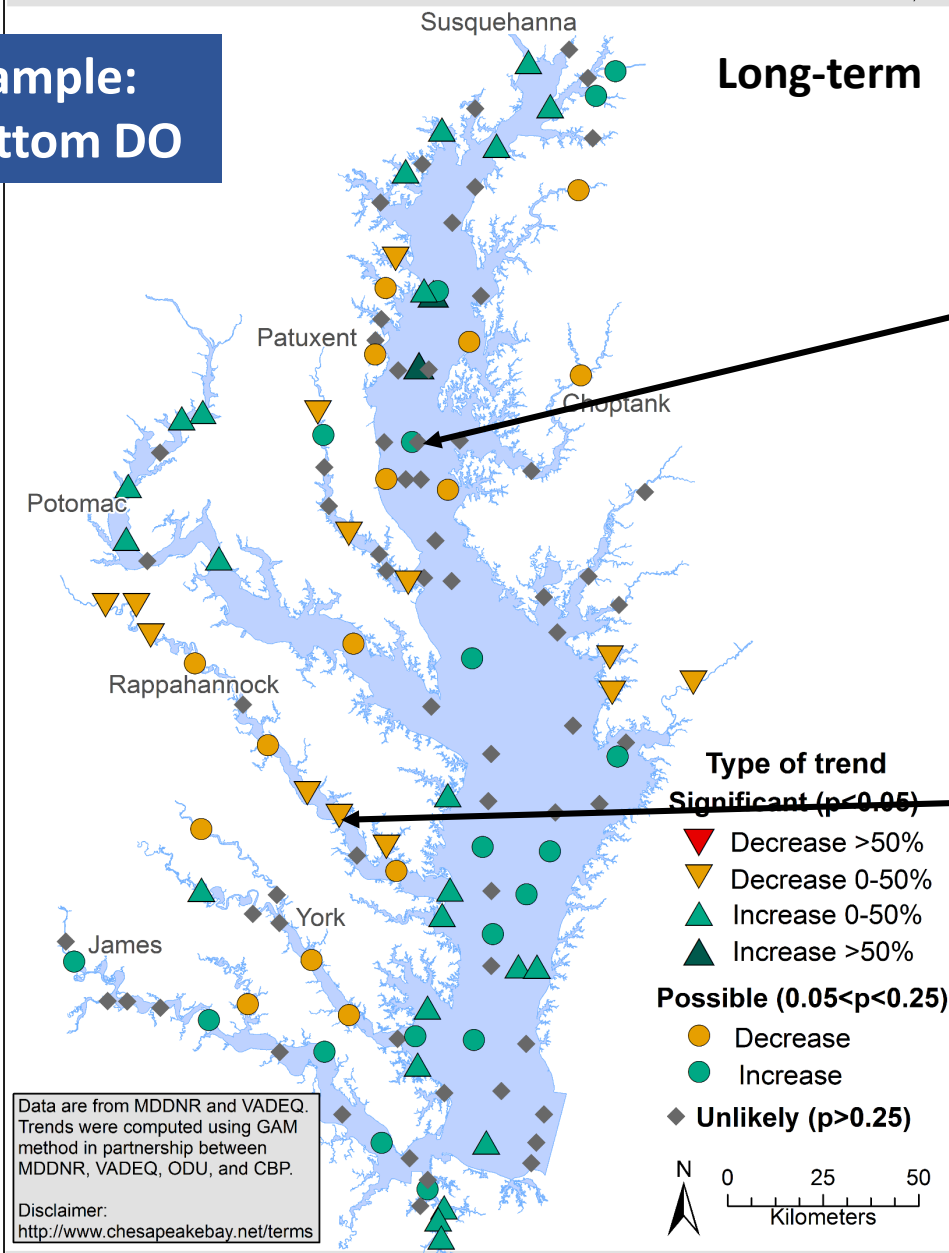 Susquehanna
ample:
ttom DO
Long-term
Patuxent
Choptank
Potomac
Rappahannock
York
James
Type of trend
Significant (p<0.05)
Decrease >50%
Decrease 0-50%
Increase 0-50%
Increase >50%
Possible (0.05<p<0.25)
Decrease
Increase
Unlikely (p>0.25)
Data are from MDDNR and VADEQ.
Trends were computed using GAM
method in partnership between
MDDNR, VADEQ, ODU, and CBP.
Disclaimer:
http://www.chesapeakebay.net/terms
N
0 25 50
Kilometers